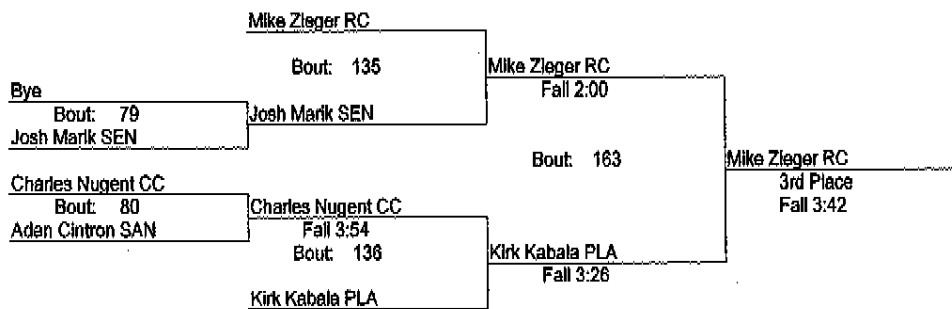 Mike Zieger RC
Bout: 135
Mike Zieger RC
Fall 2:00
Bye
Bout: 79
Josh Marik SEN
Josh Marik SEN
Bout: 163
Mike Zieger RC
3rd Place
Fall 3:42
Charles Nugent CC
Bout: 80
Charles Nugent CC
Fall 3:54
Adan Cintron SAN
Bout: 136
Kirk Kabala PLA
Fall 3:26
Kirk Kabala PLA